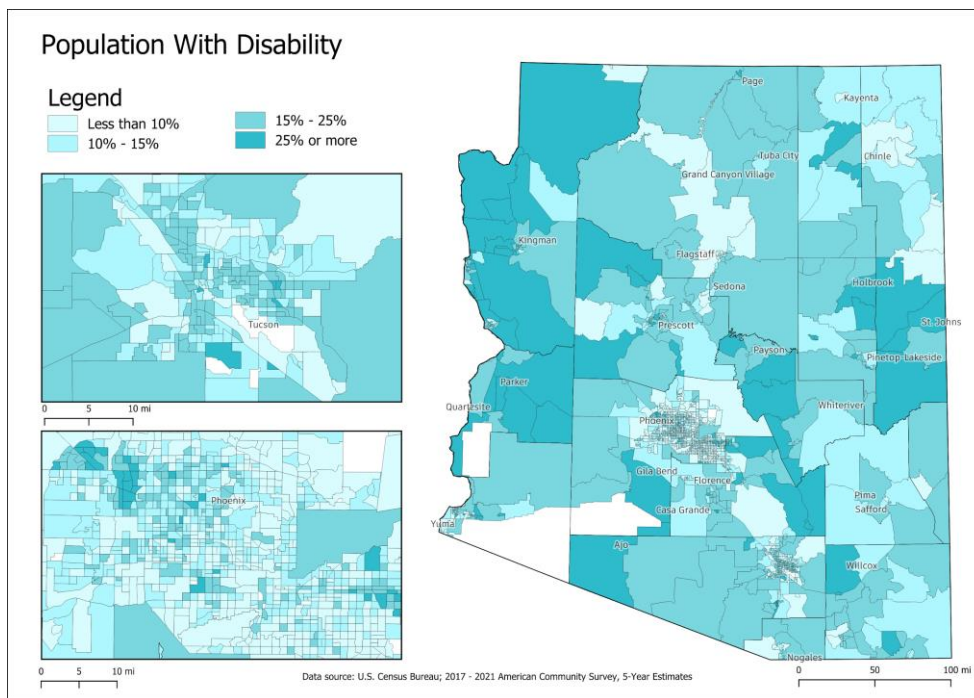 Population With Disability
Legend
Less than 10%
10% - 15%
15% - 25%
25% or more
Tucson
0 5 10 mi
Phoenix
0 5 10 mi
Page
Kayenta
Tuba City
Chinle
Grand Canyon Village
Kingman
Flagstaff
Sedona
Holbrook
St. Johns
Prescott
Paysons
Pinetop-Lakeside
Parker
Quartzsite
Whiteriver
Phoenix
Gila Bend
Florence
Casa Grande
Pima
Safford
Yuma
Ajo
Willcox
Nogales
0 50 100 mi
Data source: U.S. Census Bureau; 2017 - 2021 American Community Survey, 5-Year Estimates